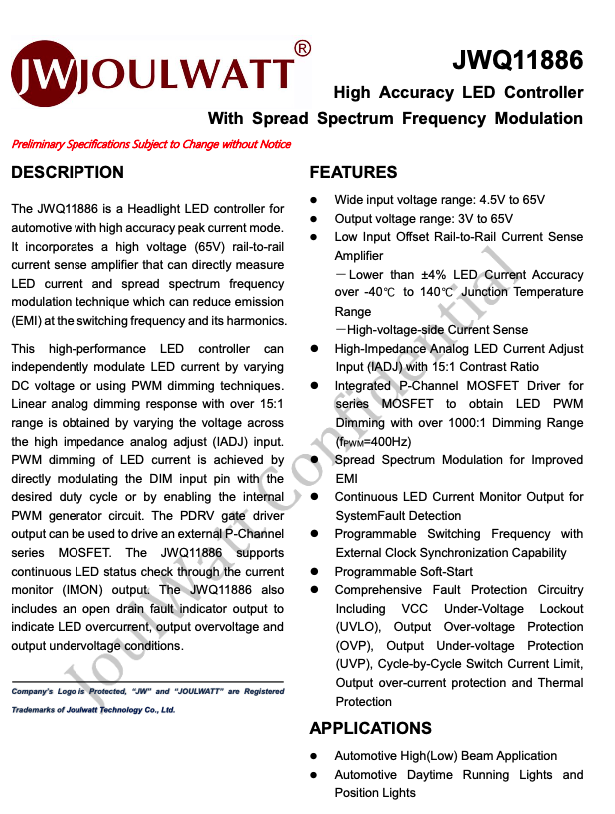 JWJOULWATT®
JWQ11886
High Accuracy LED Controller
With Spread Spectrum Frequency Modulation
Preliminary Specifications Subject to Change without Notice
DESCRIPTION
The JWQ11886 is a Headlight LED controller for
automotive with high accuracy peak current mode.
It incorporates a high voltage (65V) rail-to-rail
current sense amplifier that can directly measure
LED current and spread spectrum frequency
modulation technique which can reduce emission
(EMI) at the switching frequency and its harmonics.
This high-performance LED controller can
independently modulate LED current by varying
DC voltage or using PWM dimming techniques.
Linear analog dimming response with over 15:1
range is obtained by varying the voltage across
the high impedance analog adjust (IADJ) input.
PWM dimming of LED current is achieved by
directly modulating the DIM input pin with the
desired duty cycle or by enabling the internal
PWM generator circuit. The PDRV gate driver
output can be used to drive an external P-Channel
series MOSFET. The JWQ11886 supports
continuous LED status check through the current
monitor (IMON) output. The JWQ11886 also
includes an open drain fault indicator output to
indicate LED overcurrent, output overvoltage and
output undervoltage conditions.
Company's Logo is Protected, “JW” and “JOULWATT” are Registered
Trademarks of Joulwatt Technology Co., Ltd.
FEATURES
● Wide input voltage range: 4.5V to 65V
● Output voltage range: 3V to 65V
● Low Input Offset Rail-to-Rail Current Sense
Amplifier
－Lower than ±4% LED Current Accuracy
over -40℃ to 140℃ Junction Temperature
Range
－High-voltage-side Current Sense
● High-Impedance Analog LED Current Adjust
Input (IADJ) with 15:1 Contrast Ratio
● Integrated P-Channel MOSFET Driver for
series MOSFET to obtain LED PWM
Dimming with over 1000:1 Dimming Range
(fPWM=400Hz)
● Spread Spectrum Modulation for Improved
EMI
● Continuous LED Current Monitor Output for
SystemFault Detection
● Programmable Switching Frequency with
External Clock Synchronization Capability
● Programmable Soft-Start
● Comprehensive Fault Protection Circuitry
Including VCC Under-Voltage Lockout
(UVLO), Output Over-voltage Protection
(OVP), Output Under-voltage Protection
(UVP), Cycle-by-Cycle Switch Current Limit,
Output over-current protection and Thermal
Protection
APPLICATIONS
● Automotive High(Low) Beam Application
● Automotive Daytime Running Lights and
Position Lights
JoulWatt Confidential